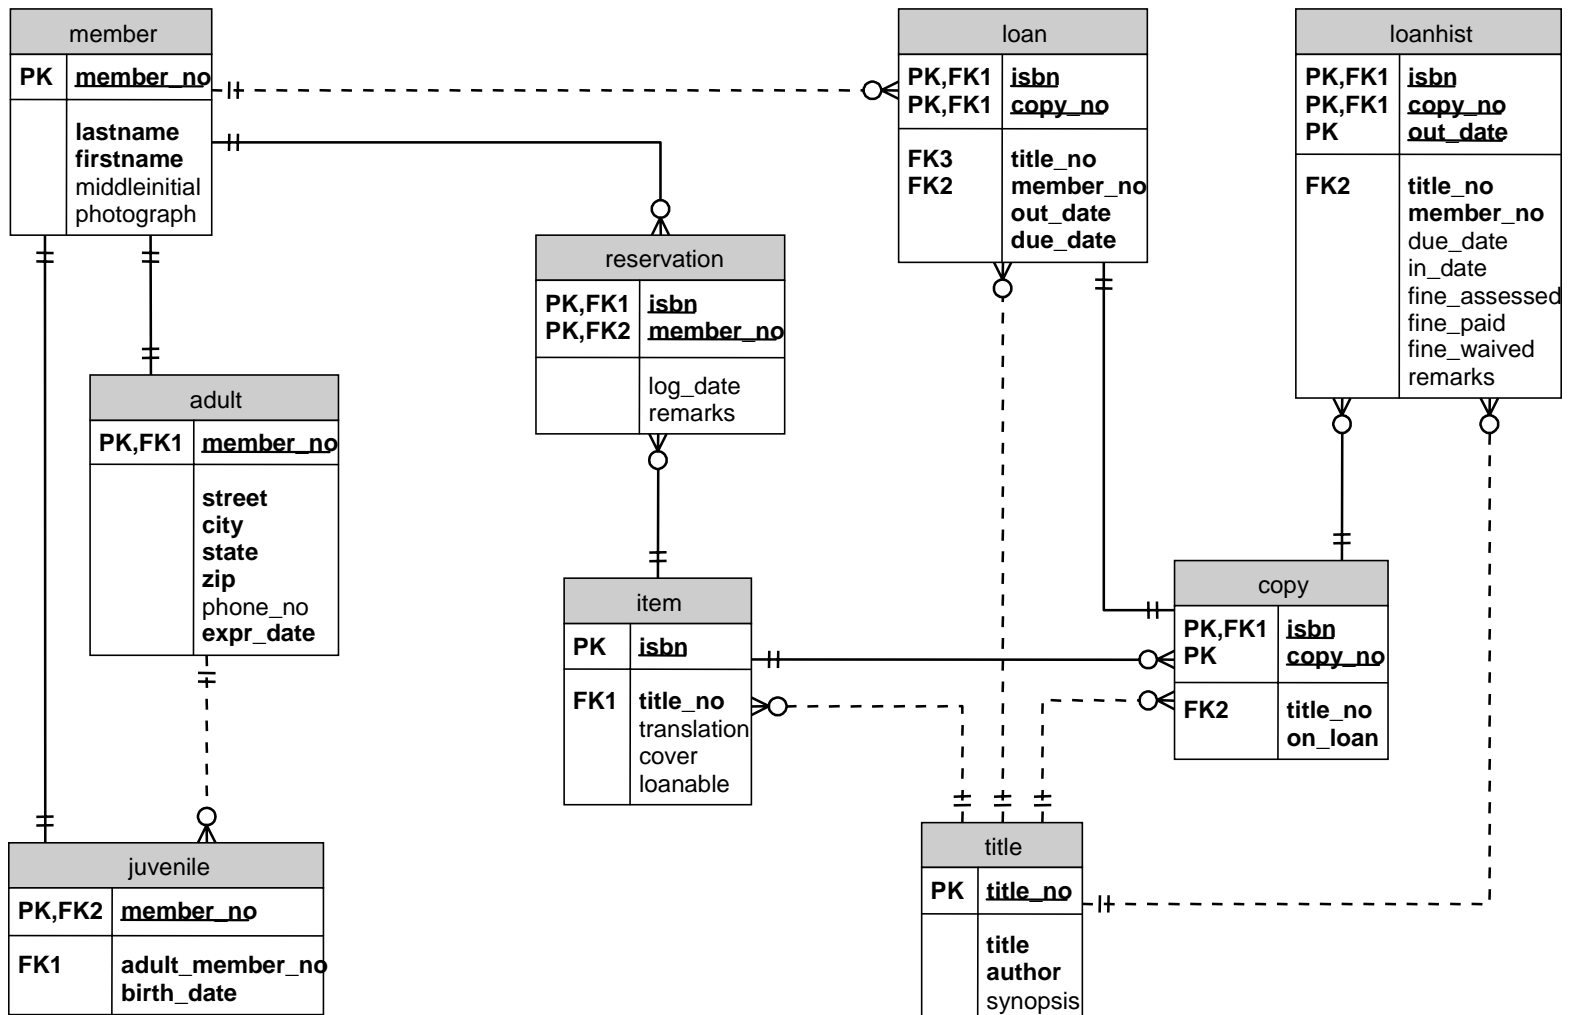 member
PK member_no
lastname
firstname
middleinitial
photograph
loan
PK,FK1 isbn
PK,FK1 copy_no
FK3 title_no
FK2 member_no
out_date
due_date
loanhist
PK,FK1 isbn
PK,FK1 copy_no
PK out_date
FK2 title_no
member_no
due_date
in_date
fine_assessed
fine_paid
fine_waived
remarks
reservation
PK,FK1 isbn
PK,FK2 member_no
log_date
remarks
adult
PK,FK1 member_no
street
city
state
zip
phone_no
expr_date
item
PK isbn
FK1 title_no
translation
cover
loanable
copy
PK,FK1 isbn
PK copy_no
FK2 title_no
on_loan
juvenile
PK,FK2 member_no
FK1 adult_member_no
birth_date
title
PK title_no
title
author
synopsis